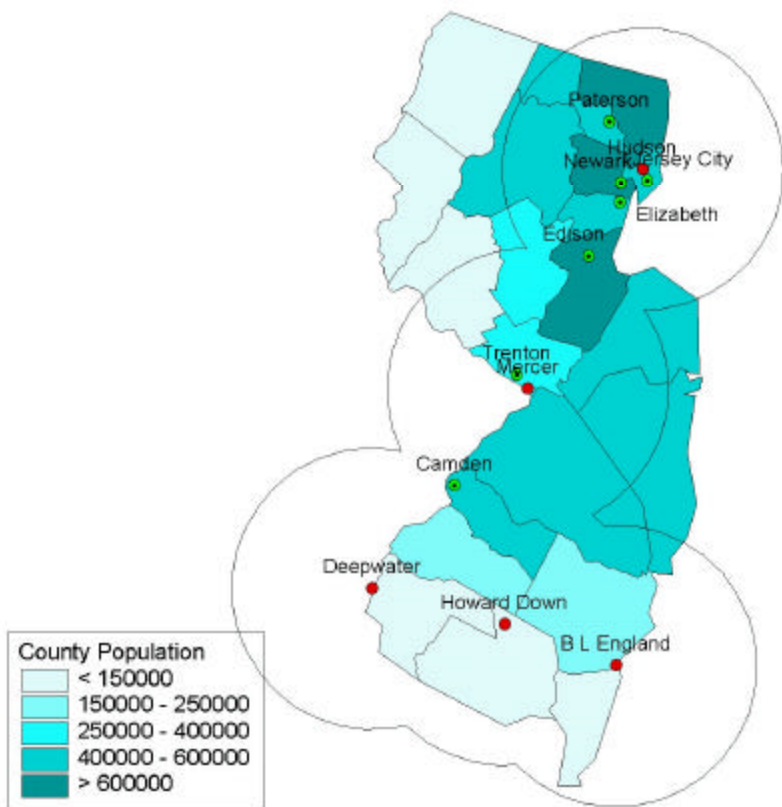 Paterson
Hudson
Newark
Jersey City
Elizabeth
Edison
Trenton
Mercer
Camden
Deepwater
Howard Down
B L England
County Population
< 150000
150000 - 250000
250000 - 400000
400000 - 600000
> 600000